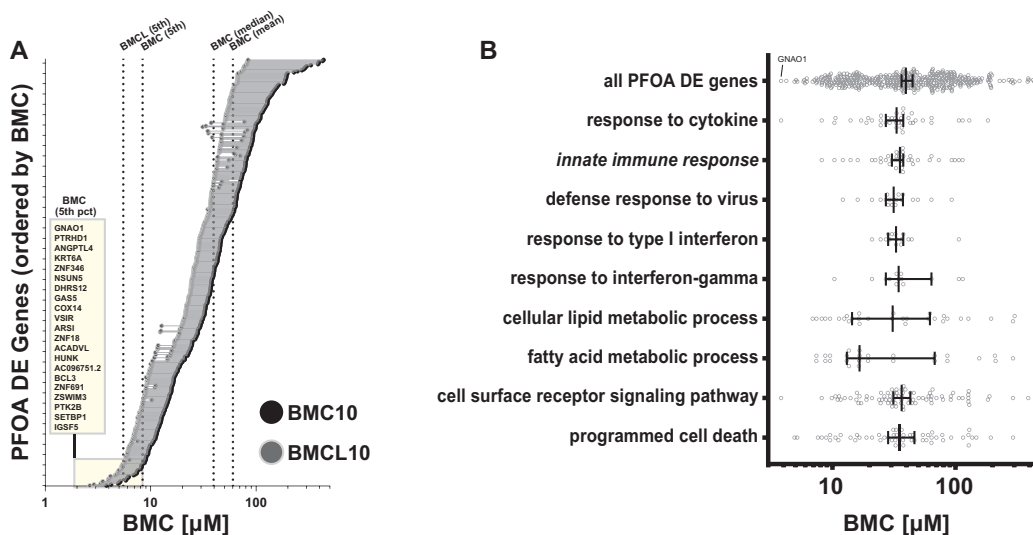 A
BMCL (5th)
BMC (5th)
BMC (median)
BMC (mean)
PFOA DE Genes (ordered by BMC)
BMC
(5th pct)
GNAO1
PTRHD1
ANGPTL4
KRT6A
ZNF346
NSUN5
DHRS12
GAS5
COX14
VSIR
ARSI
ZNF18
ACADVL
HUNK
AC096751.2
BCL3
ZNF691
ZSWIM3
PTK2B
SETBP1
IGSF5
BMC10
BMCL10
1 10 100
BMC [µM]
B
GNAO1
all PFOA DE genes
response to cytokine
innate immune response
defense response to virus
response to type I interferon
response to interferon-gamma
cellular lipid metabolic process
fatty acid metabolic process
cell surface receptor signaling pathway
programmed cell death
10 100
BMC [µM]